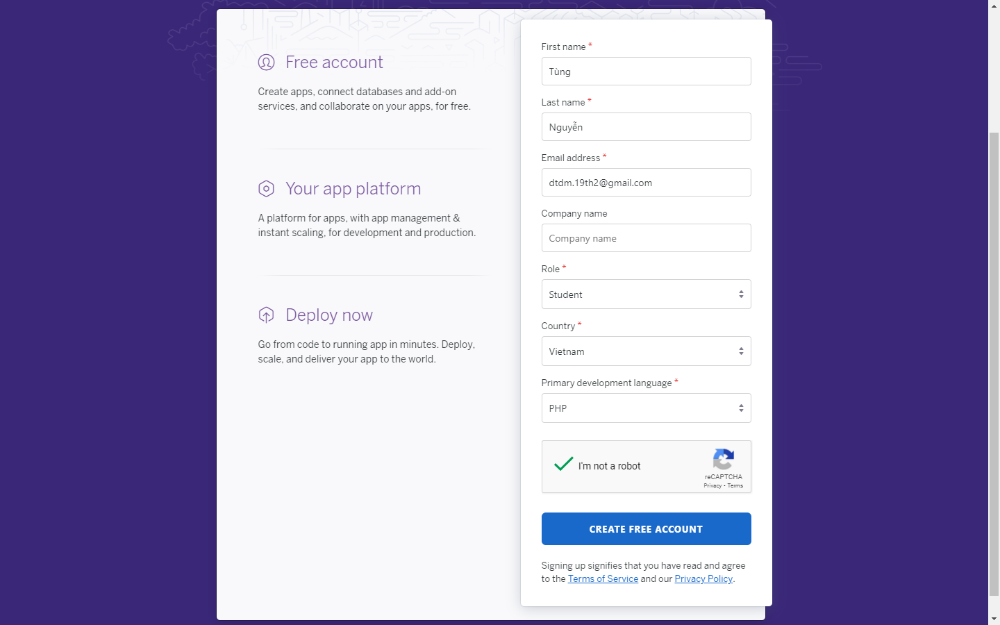 Free account
Create apps, connect databases and add-on
services, and collaborate on your apps, for free.
Your app platform
A platform for apps, with app management &
instant scaling, for development and production.
Deploy now
Go from code to running app in minutes. Deploy,
scale, and deliver your app to the world.
First name *
Tùng
Last name *
Nguyễn
Email address *
dtdm.19th2@gmail.com
Company name
Company name
Role *
Student
Country *
Vietnam
Primary development language *
PHP
I'm not a robot
reCAPTCHA
Privacy - Terms
CREATE FREE ACCOUNT
Signing up signifies that you have read and agree
to the Terms of Service and our Privacy Policy.